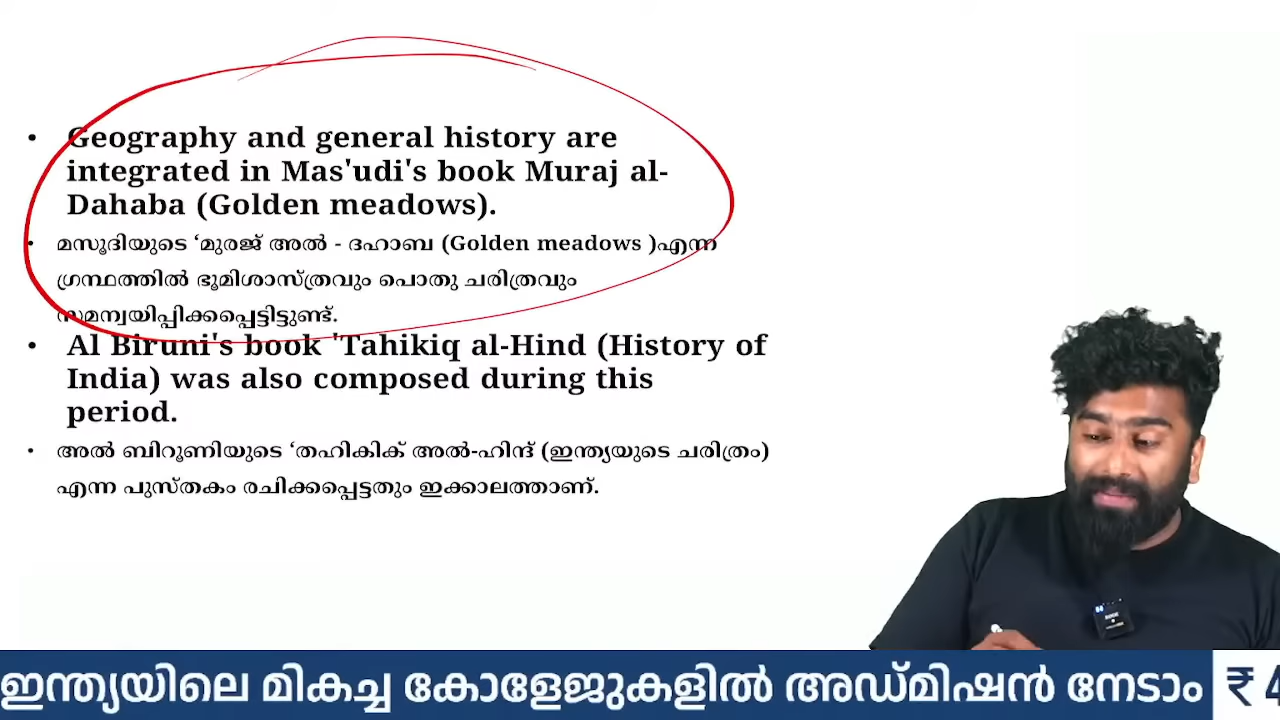 • Geography and general history are
integrated in Mas'udi's book Muraj al-
Dahaba (Golden meadows).
• മസൂദിയുടെ ‘മുരജ് അൽ - ദഹാബ (Golden meadows )എന്ന
ഗ്രന്ഥത്തിൽ ഭൂമിശാസ്ത്രവും പൊതു ചരിത്രവും
സമന്വയിപ്പിക്കപ്പെട്ടിട്ടുണ്ട്.
• Al Biruni's book 'Tahikiq al-Hind (History of
India) was also composed during this
period.
• അൽ ബിറൂണിയുടെ ‘തഹികിക് അൽ-ഹിന്ദ് (ഇന്ത്യയുടെ ചരിത്രം)
എന്ന പുസ്തകം രചിക്കപ്പെട്ടതും ഇക്കാലത്താണ്.
ഇന്ത്യയിലെ മികച്ച കോളേജുകളിൽ അഡ്മിഷൻ നേടാം ₹ 4